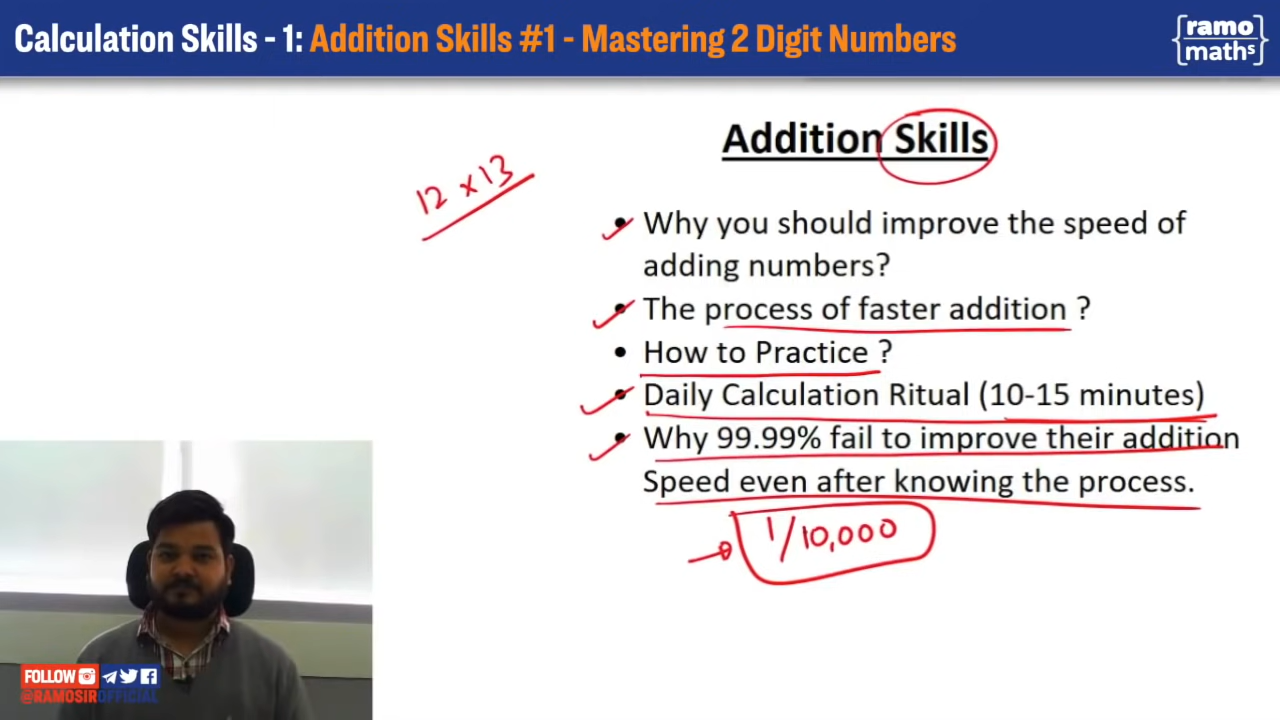 Calculation Skills - 1: Addition Skills #1 - Mastering 2 Digit Numbers
ramo
maths
Addition Skills
12 × 13
• Why you should improve the speed of
adding numbers?
• The process of faster addition ?
• How to Practice ?
• Daily Calculation Ritual (10-15 minutes)
• Why 99.99% fail to improve their addition
Speed even after knowing the process.
1/10,000
FOLLOW
@RAMOSIROFFICIAL